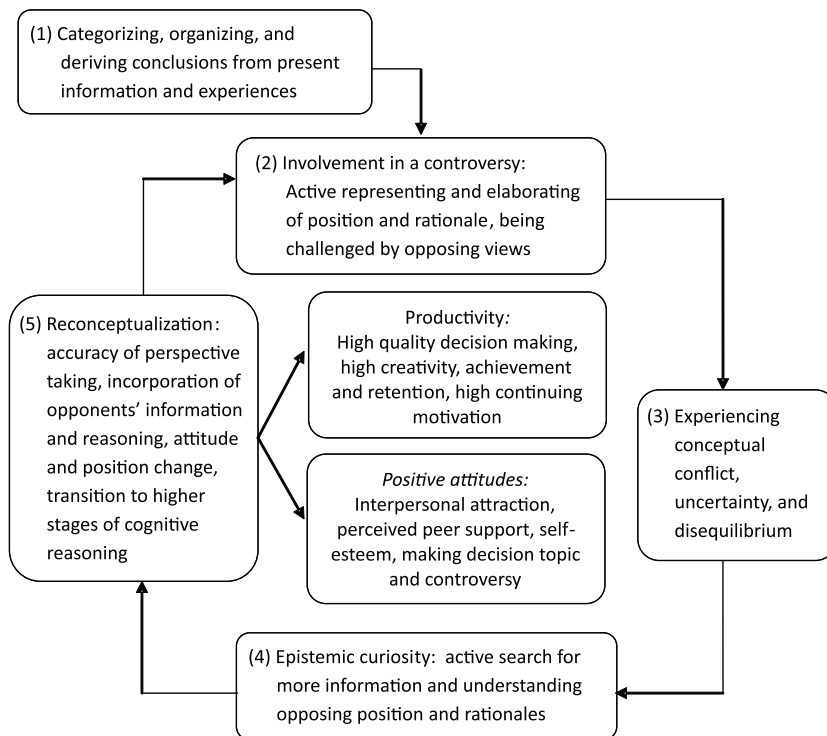 (1) Categorizing, organizing, and
deriving conclusions from present
information and experiences
(2) Involvement in a controversy:
Active representing and elaborating
of position and rationale, being
challenged by opposing views
(5) Reconceptualization:
accuracy of perspective
taking, incorporation of
opponents’ information
and reasoning, attitude
and position change,
transition to higher
stages of cognitive
reasoning
Productivity:
High quality decision making,
high creativity, achievement
and retention, high continuing
motivation
(3) Experiencing
conceptual
conflict,
uncertainty, and
disequilibrium
Positive attitudes:
Interpersonal attraction,
perceived peer support, self-
esteem, making decision topic
and controversy
(4) Epistemic curiosity: active search for
more information and understanding
opposing position and rationales